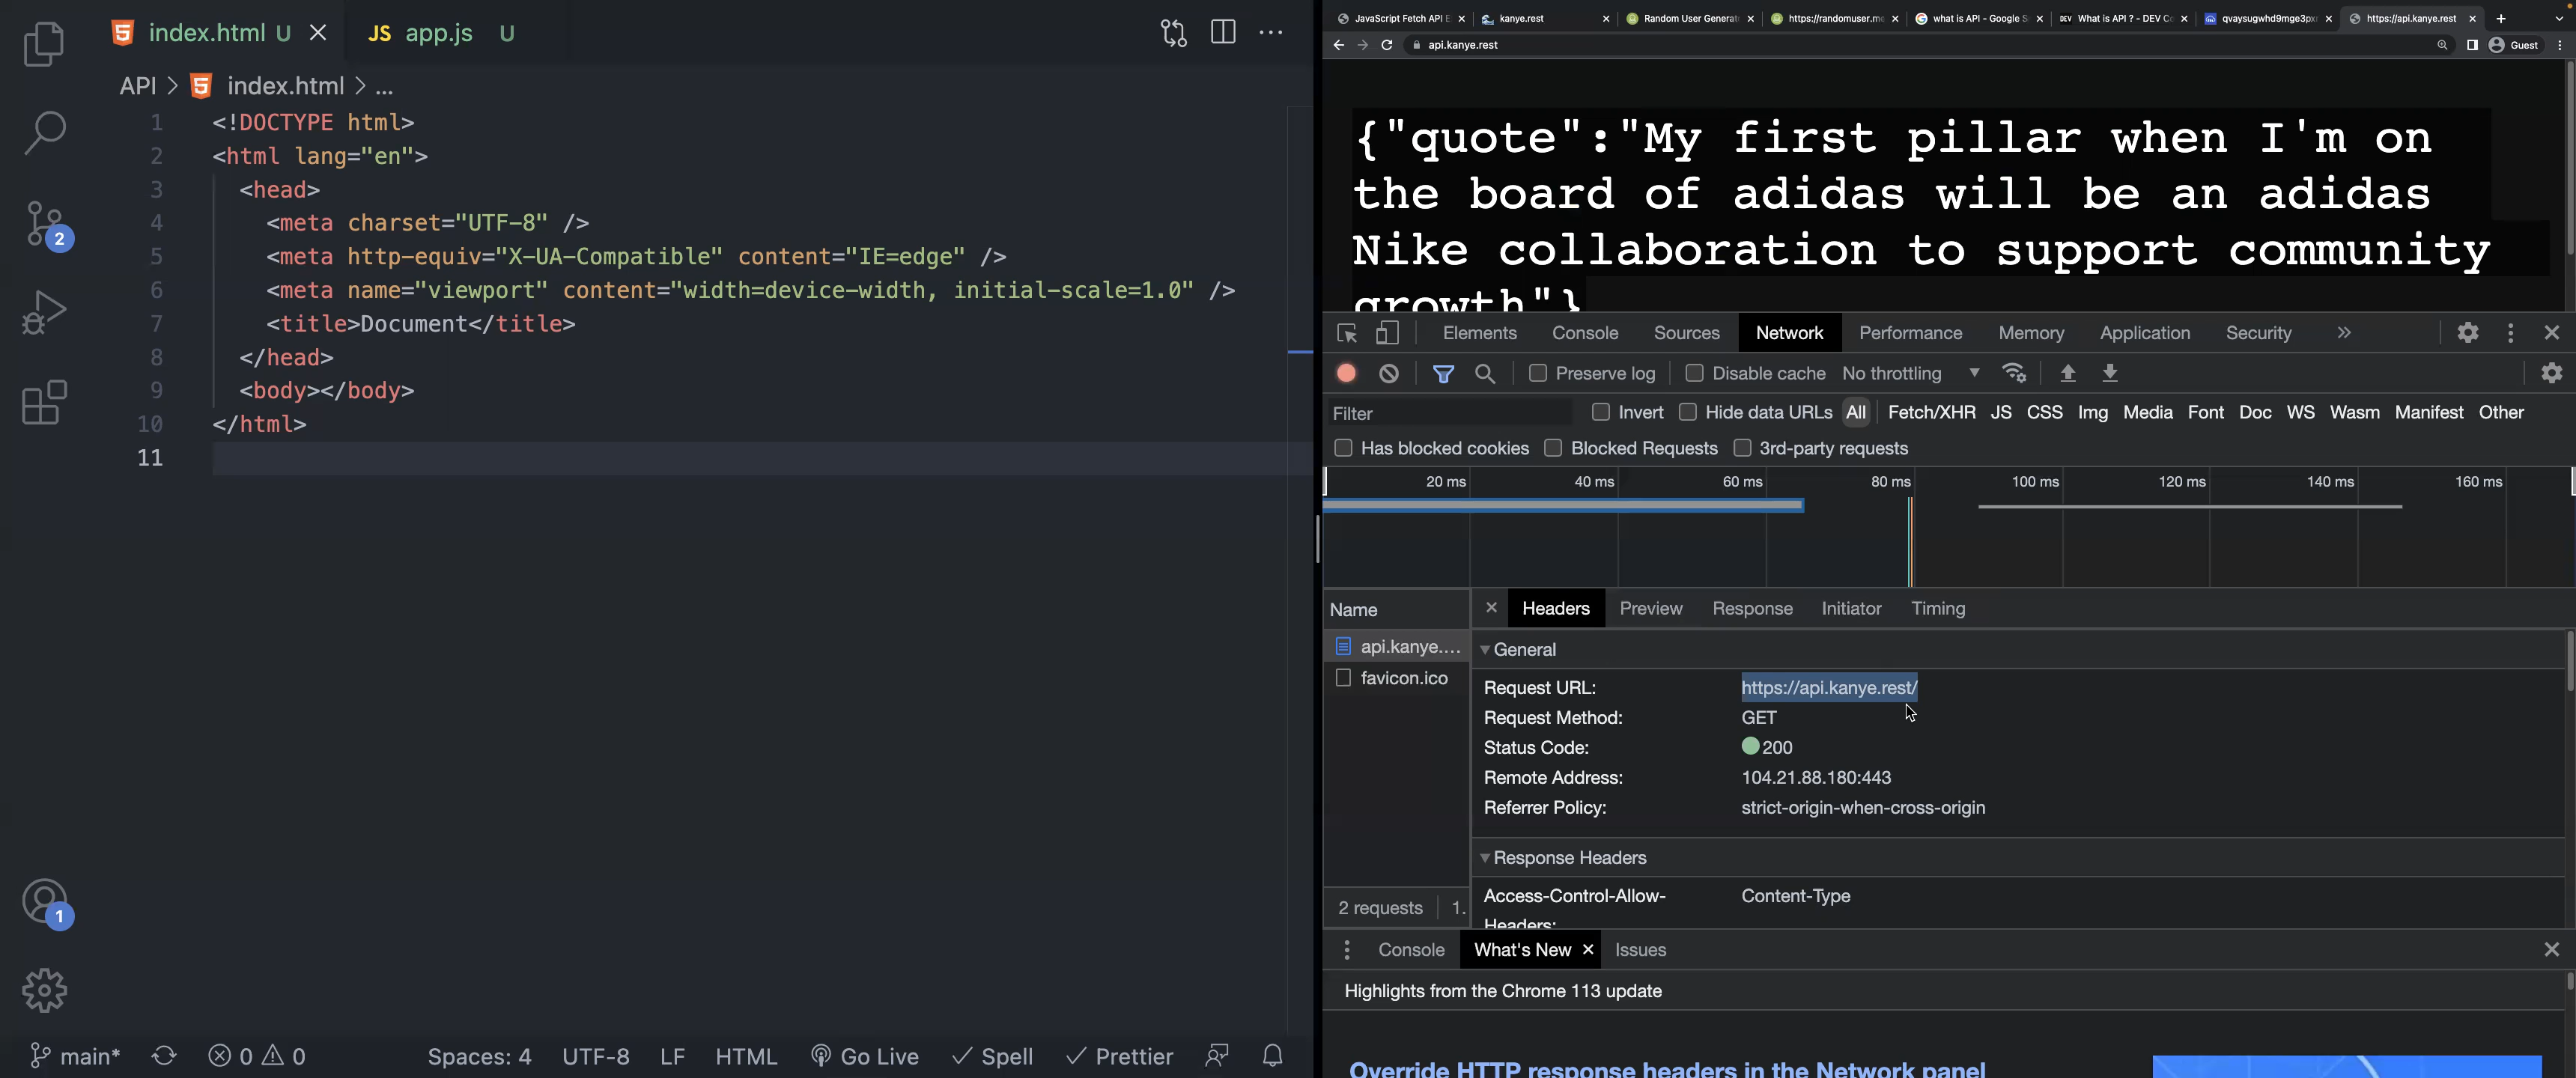 index.html U
JS app.js U
API > index.html > ...
1 <!DOCTYPE html>
2 <html lang="en">
3 <head>
4 <meta charset="UTF-8" />
5 <meta http-equiv="X-UA-Compatible" content="IE=edge" />
6 <meta name="viewport" content="width=device-width, initial-scale=1.0" />
7 <title>Document</title>
8 </head>
9 <body></body>
10 </html>
11
2
1
main* 0 0 Spaces: 4 UTF-8 LF HTML Go Live Spell Prettier
JavaScript Fetch API E
kanye.rest
Random User Generat
https://randomuser.me
what is API - Google S
DEV What is API ? - DEV Co
qvaysugwhd9mge3pxr
https://api.kanye.rest
api.kanye.rest
Guest
{"quote":"My first pillar when I'm on
the board of adidas will be an adidas
Nike collaboration to support community
growth"}
Elements Console Sources Network Performance Memory Application Security
Preserve log Disable cache No throttling
Filter Invert Hide data URLs All Fetch/XHR JS CSS Img Media Font Doc WS Wasm Manifest Other
Has blocked cookies Blocked Requests 3rd-party requests
20 ms 40 ms 60 ms 80 ms 100 ms 120 ms 140 ms 160 ms
Name
Headers Preview Response Initiator Timing
api.kanye....
favicon.ico
General
Request URL: https://api.kanye.rest/
Request Method: GET
Status Code: 200
Remote Address: 104.21.88.180:443
Referrer Policy: strict-origin-when-cross-origin
Response Headers
Access-Control-Allow- Content-Type
Headers:
2 requests 1.
Console What's New Issues
Highlights from the Chrome 113 update
Override HTTP response headers in the Network panel